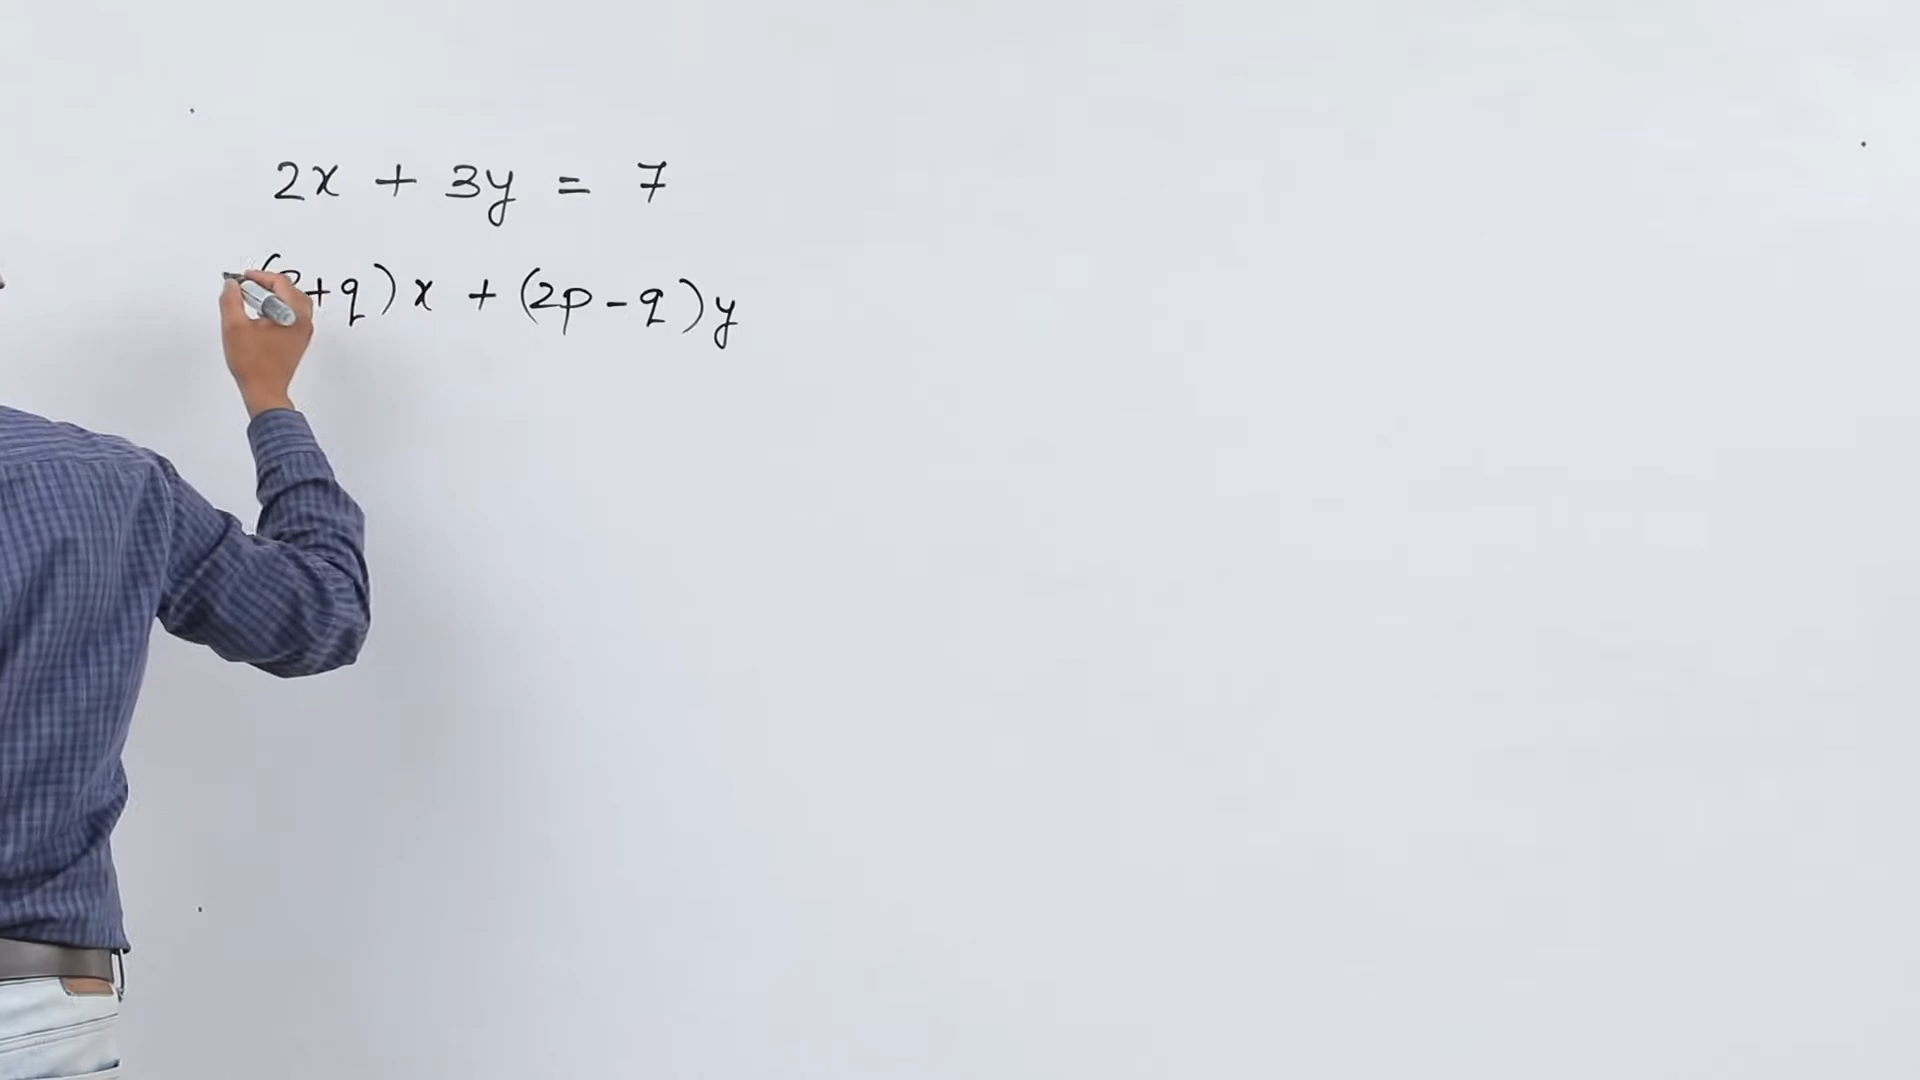 2x + 3y = 7
(p+q)x + (2p-q)y